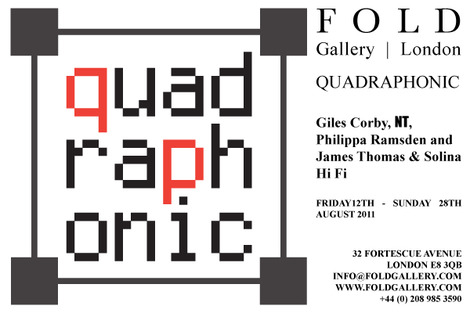 quad
raph
onic
FOLD
Gallery | London
QUADRAPHONIC
Giles Corby, NT,
Philippa Ramsden and
James Thomas & Solina
Hi Fi
FRIDAY12TH - SUNDAY 28TH
AUGUST 2011
32 FORTESCUE AVENUE
LONDON E8 3QB
INFO@FOLDGALLERY.COM
WWW.FOLDGALLERY.COM
+44 (0) 208 985 3590